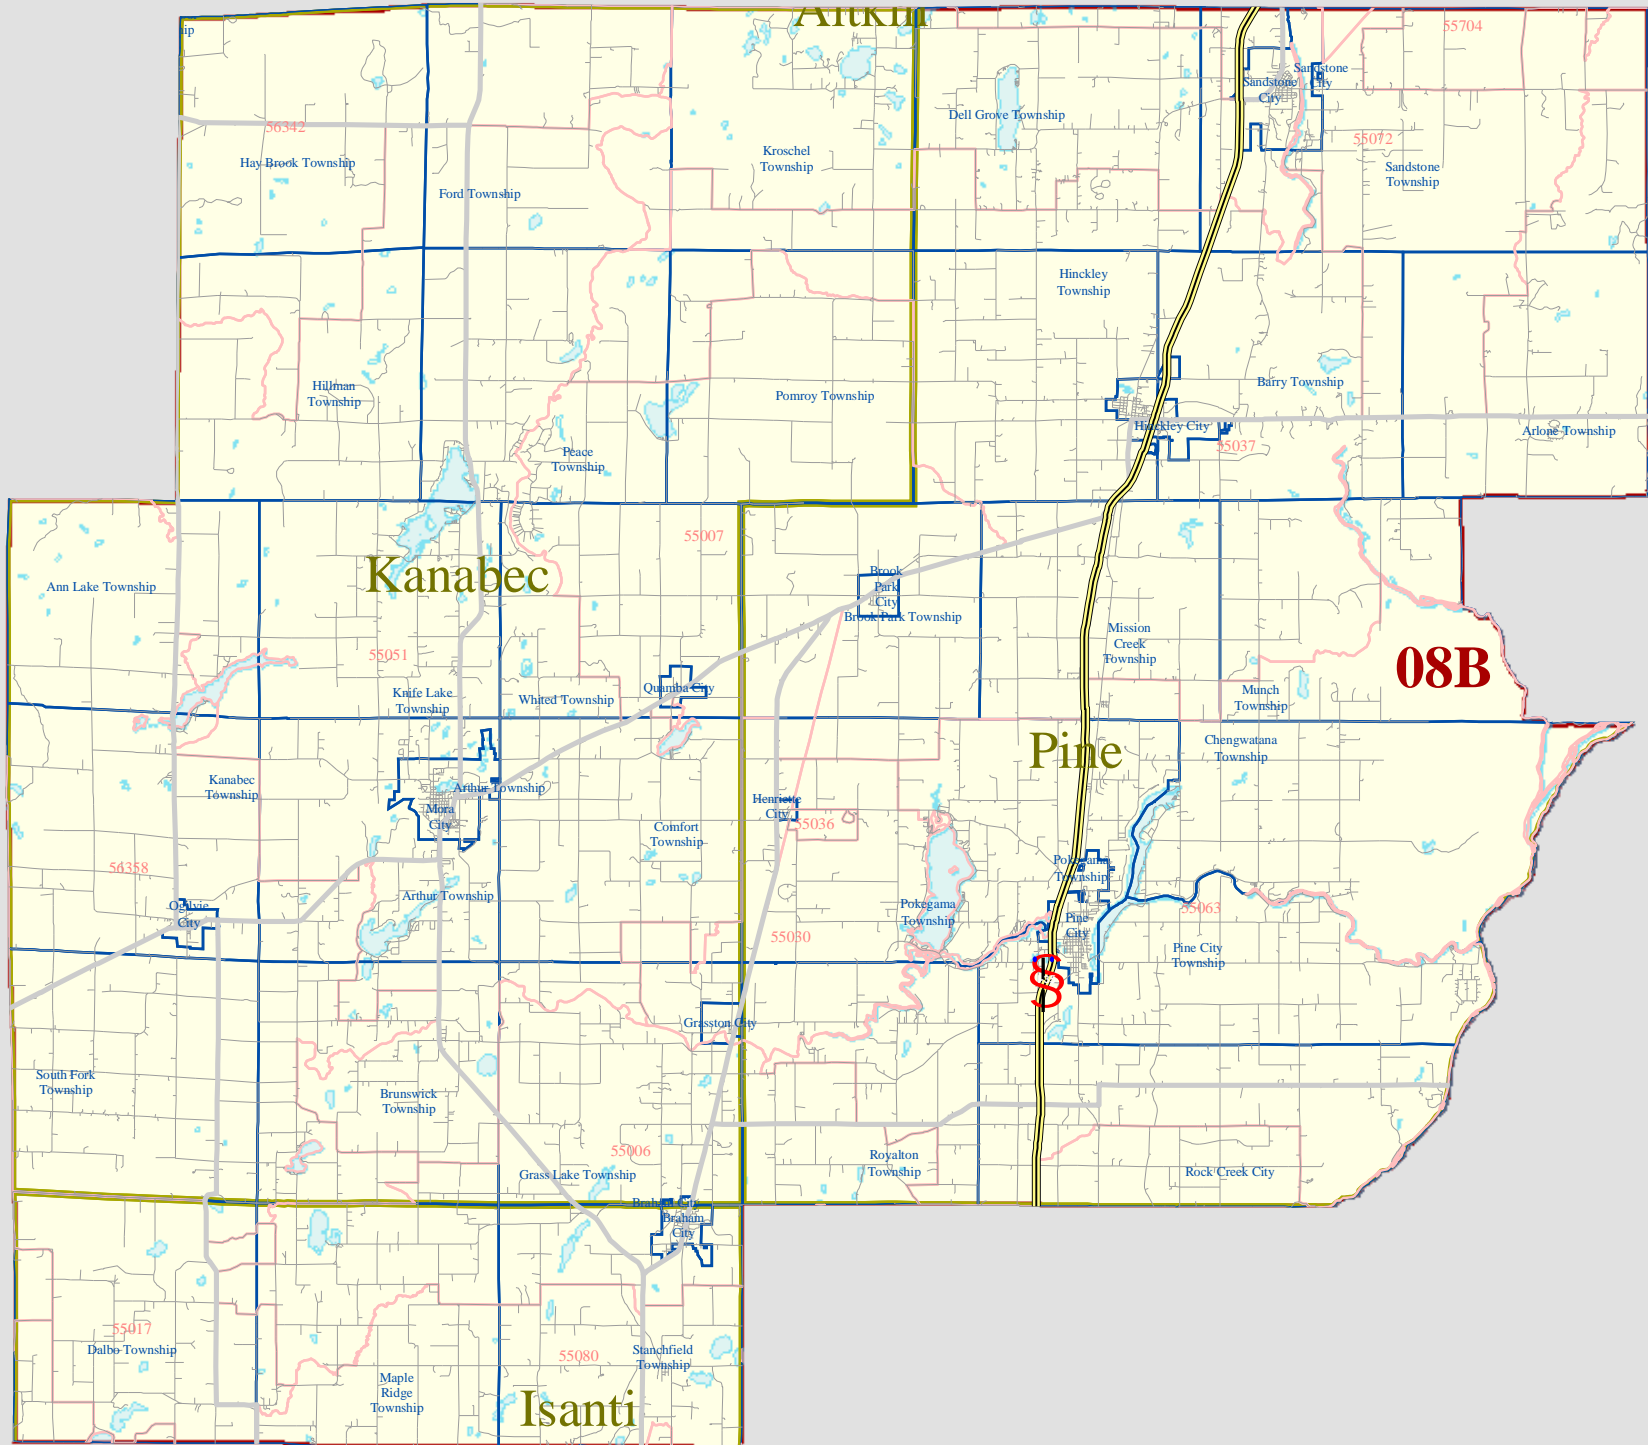 Aitkin
ip
55704
Sandstone
City
Sandstone
City
Dell Grove Township
56342
55072
Hay Brook Township
Kroschel
Township
Sandstone
Township
Ford Township
Hinckley
Township
Hillman
Township
Pomroy Township
Barry Township
Hinckley City
Arlone Township
55037
Peace
Township
55007
Kanabec
Ann Lake Township
Brook
Park
City
Brook Park Township
Mission
Creek
Township
55051
08B
Knife Lake
Township
Whited Township
Quamba City
Munch
Township
Pine
Chengwatana
Township
Kanabec
Township
Arthur Township
Mora
City
Henriette
City
55036
Comfort
Township
56358
Pokegama
Township
Arthur Township
Ogilvie
City
Pokegama
Township
55063
Pine
City
55030
Pine City
Township
§
Grasston City
South Fork
Township
Brunswick
Township
55006
Grass Lake Township
Royalton
Township
Rock Creek City
Braham City
Braham
City
55017
Dalbo Township
55080
Stanchfield
Township
Maple
Ridge
Township
Isanti